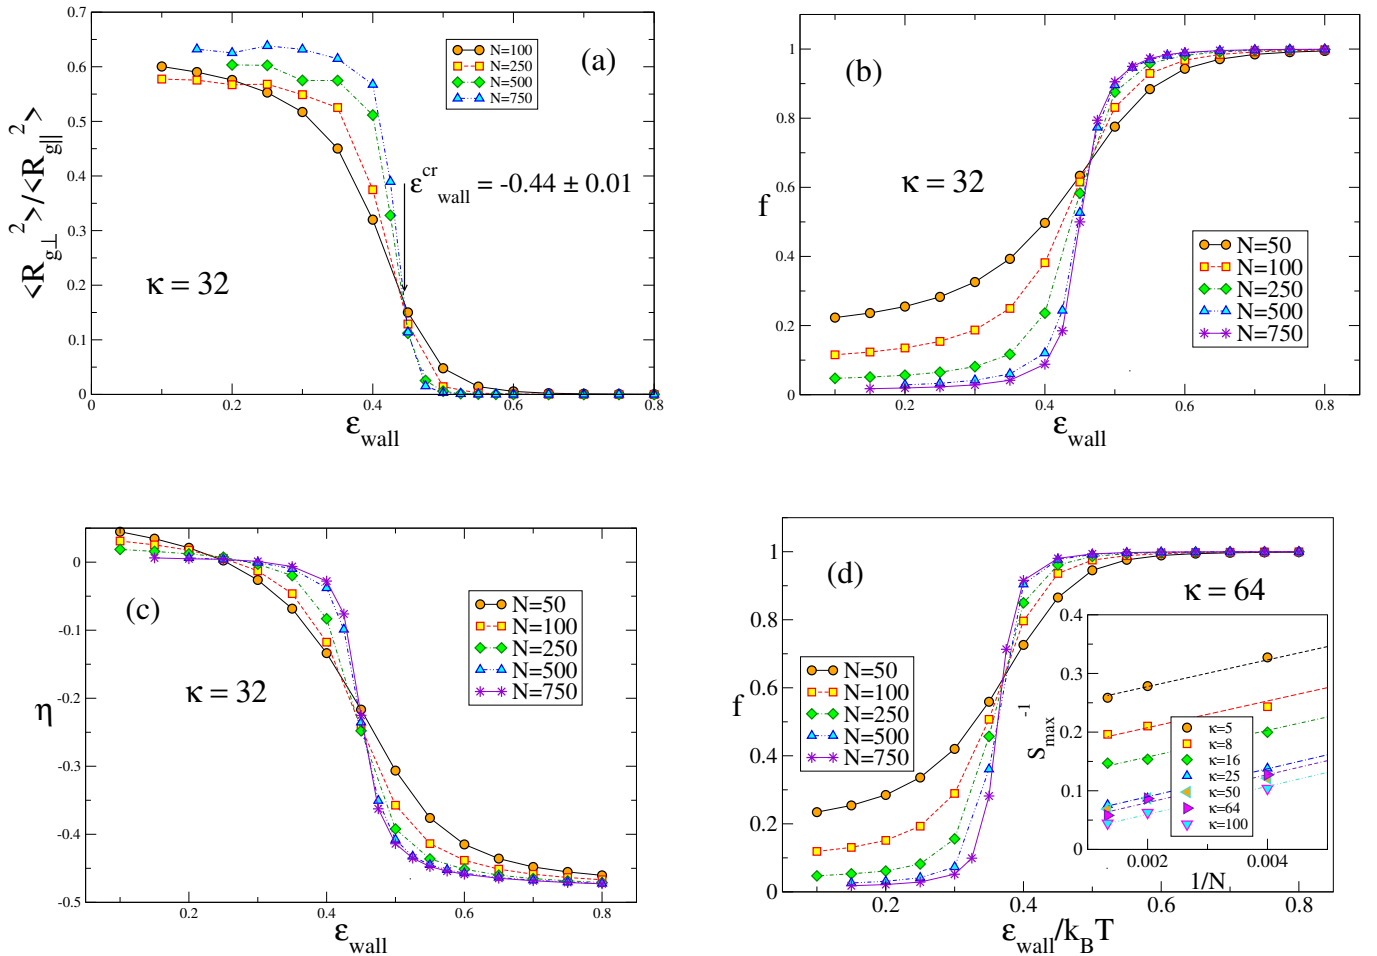 <R_g⊥^2>/<R_g||^2>
0.7
0.6
0.5
0.4
0.3
0.2
0.1
0
0
0.2
0.4
0.6
0.8
ε_wall
N=100
N=250
N=500
N=750
(a)
ε^cr_wall = -0.44 ± 0.01
κ = 32
f
1
0.8
0.6
0.4
0.2
0
0.2
0.4
0.6
0.8
ε_wall
(b)
κ = 32
N=50
N=100
N=250
N=500
N=750
η
0
-0.1
-0.2
-0.3
-0.4
-0.5
0.2
0.4
0.6
0.8
ε_wall
(c)
κ = 32
N=50
N=100
N=250
N=500
N=750
f
1
0.8
0.6
0.4
0.2
0
0.2
0.4
0.6
0.8
ε_wall/k_BT
(d)
κ = 64
N=50
N=100
N=250
N=500
N=750
S_max^-1
0.4
0.3
0.2
0.1
0
0.002
0.004
1/N
κ=5
κ=8
κ=16
κ=25
κ=50
κ=64
κ=100